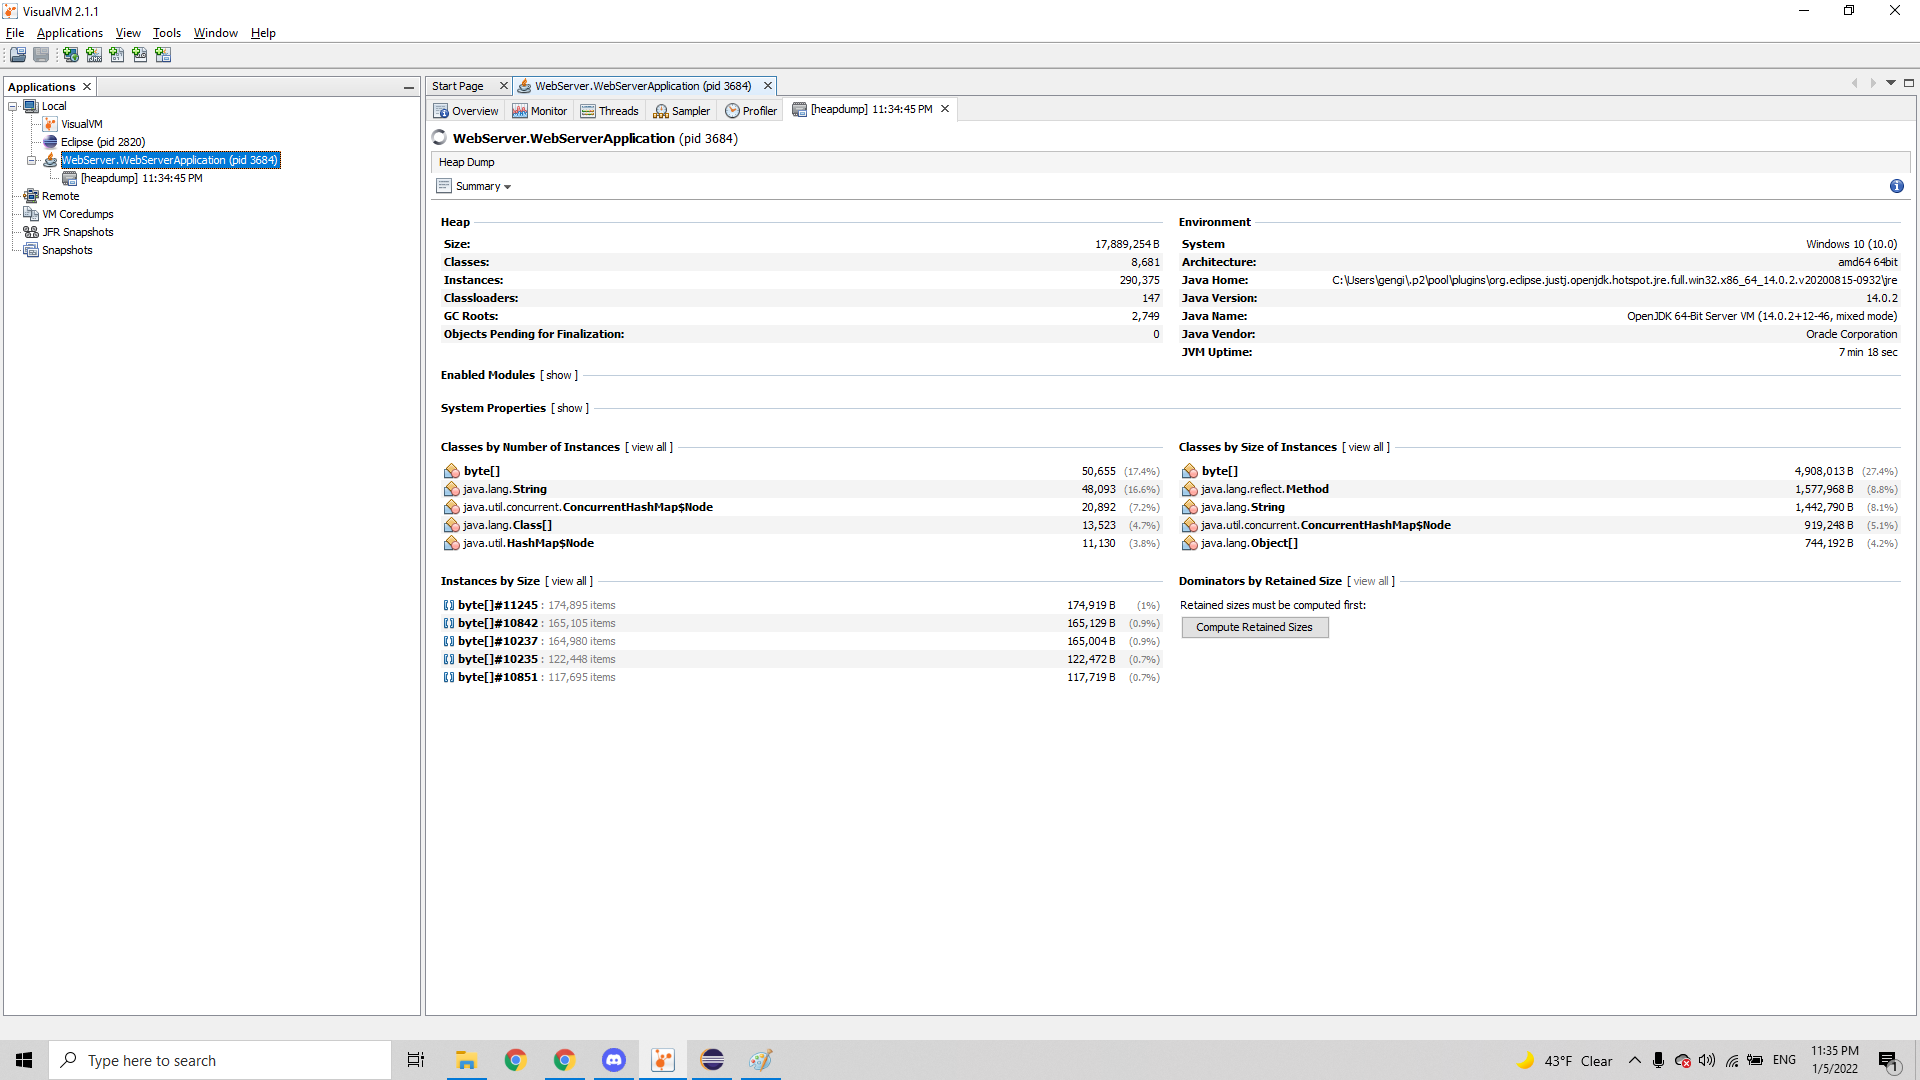 VisualVM 2.1.1
File Applications View Tools Window Help
Applications
Local
VisualVM
Eclipse (pid 2820)
WebServer.WebServerApplication (pid 3684)
[heapdump] 11:34:45 PM
Remote
VM Coredumps
JFR Snapshots
Snapshots
Start Page WebServer.WebServerApplication (pid 3684)
Overview Monitor Threads Sampler Profiler [heapdump] 11:34:45 PM
WebServer.WebServerApplication (pid 3684)
Heap Dump
Summary
Heap
Size: 17,889,254 B
Classes: 8,681
Instances: 290,375
Classloaders: 147
GC Roots: 2,749
Objects Pending for Finalization: 0
Environment
System Windows 10 (10.0)
Architecture: amd64 64bit
Java Home: C:\Users\gengi\.p2\pool\plugins\org.eclipse.justj.openjdk.hotspot.jre.full.win32.x86_64_14.0.2.v20200815-0932\jre
Java Version: 14.0.2
Java Name: OpenJDK 64-Bit Server VM (14.0.2+12-46, mixed mode)
Java Vendor: Oracle Corporation
JVM Uptime: 7 min 18 sec
Enabled Modules [ show ]
System Properties [ show ]
Classes by Number of Instances [ view all ]
byte[] 50,655 (17.4%)
java.lang.String 48,093 (16.6%)
java.util.concurrent.ConcurrentHashMap$Node 20,892 (7.2%)
java.lang.Class[] 13,523 (4.7%)
java.util.HashMap$Node 11,130 (3.8%)
Classes by Size of Instances [ view all ]
byte[] 4,908,013 B (27.4%)
java.lang.reflect.Method 1,577,968 B (8.8%)
java.lang.String 1,442,790 B (8.1%)
java.util.concurrent.ConcurrentHashMap$Node 919,248 B (5.1%)
java.lang.Object[] 744,192 B (4.2%)
Instances by Size [ view all ]
byte[]#11245 : 174,895 items 174,919 B (1%)
byte[]#10842 : 165,105 items 165,129 B (0.9%)
byte[]#10237 : 164,980 items 165,004 B (0.9%)
byte[]#10235 : 122,448 items 122,472 B (0.7%)
byte[]#10851 : 117,695 items 117,719 B (0.7%)
Dominators by Retained Size [ view all ]
Retained sizes must be computed first:
Compute Retained Sizes
Type here to search
43°F Clear
ENG
11:35 PM
1/5/2022
1